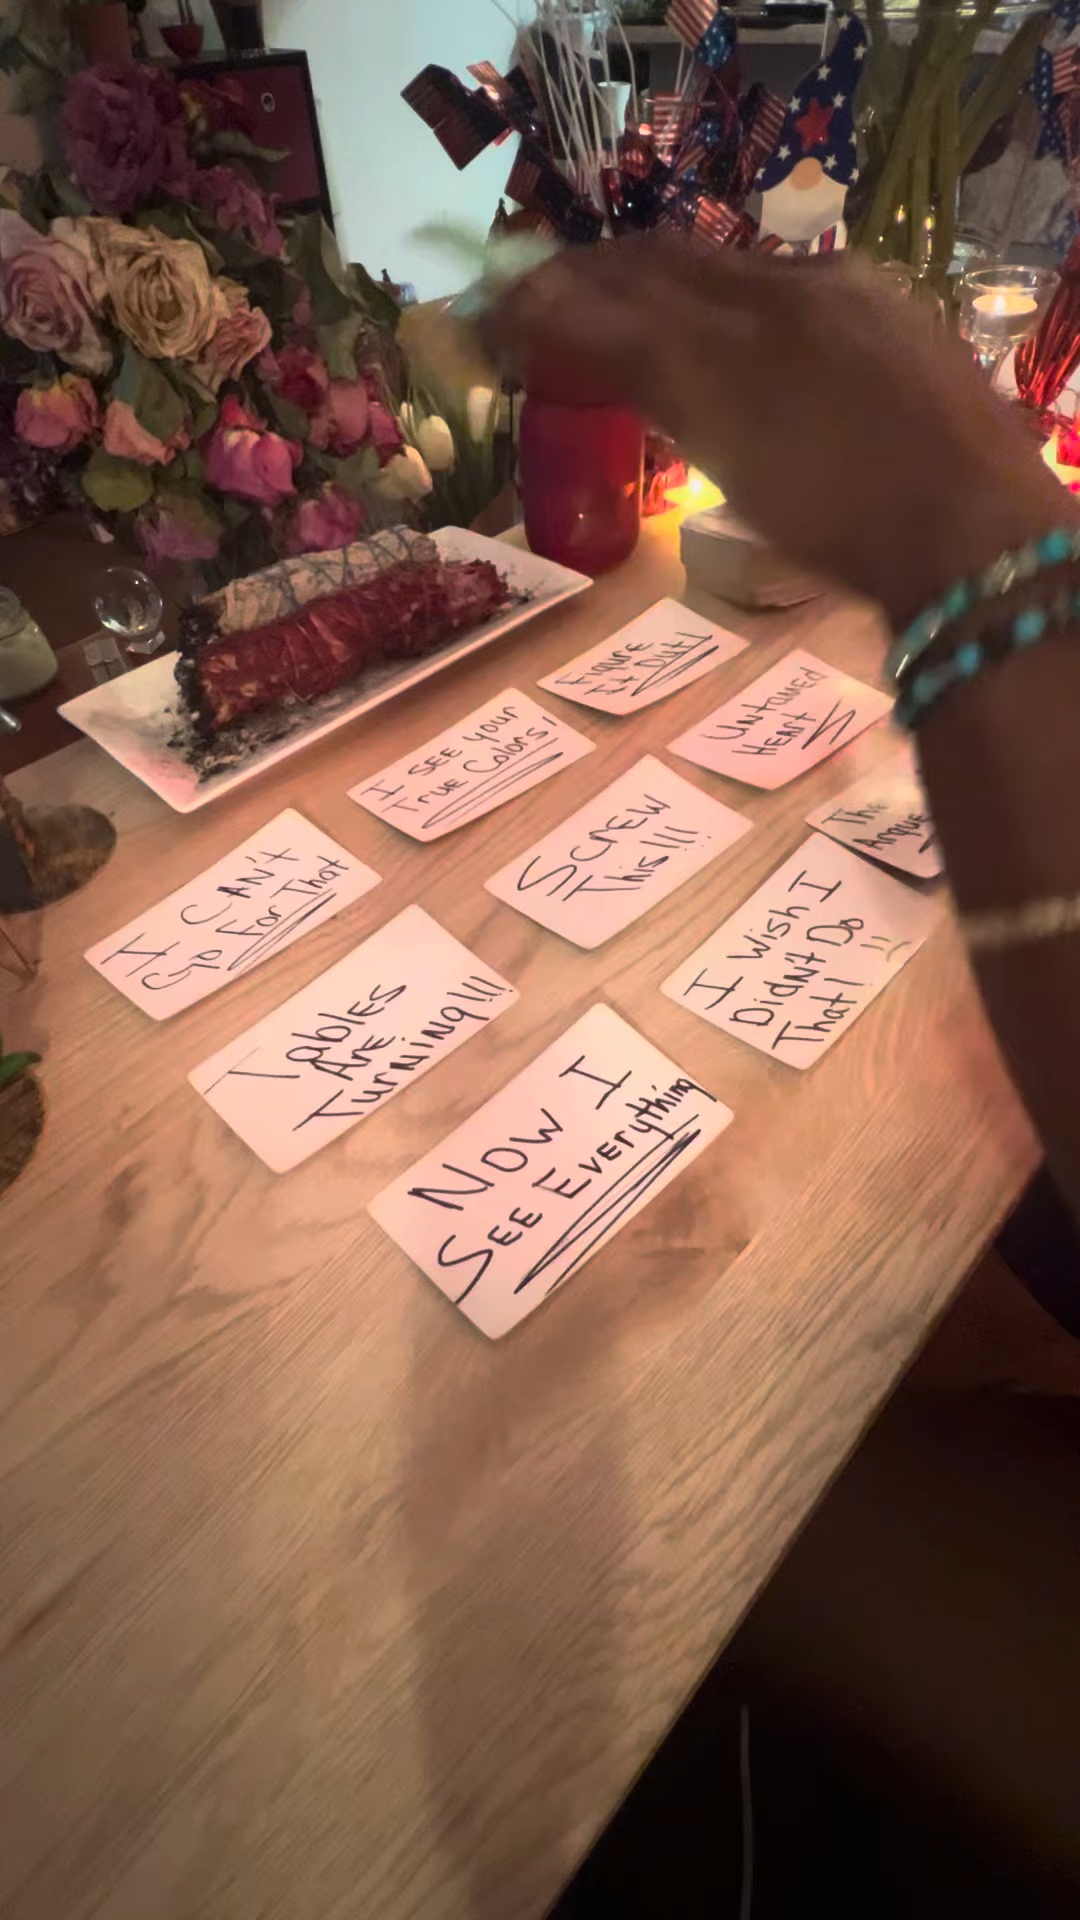 Figure
It Out!
Untamed
Heart
I See Your
True Colors!
Screw
This!!!
I Can't
Go For That
Tables
Are
Turning!!!
I Wish I
Didn't Do
That!!!
Now I
See Everything